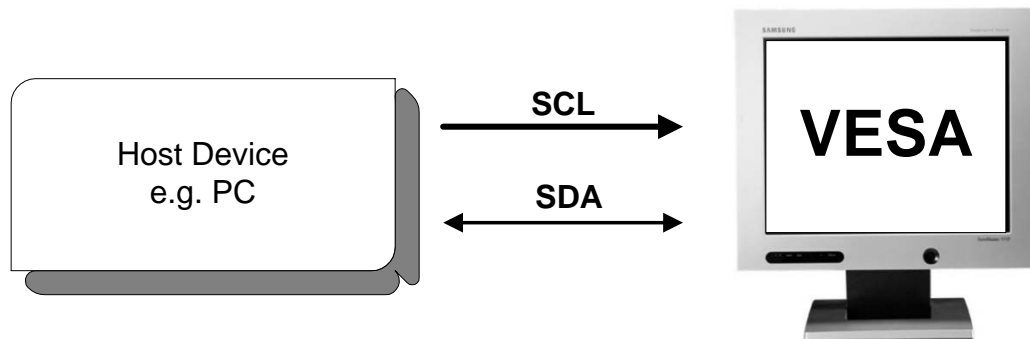 Host Device
e.g. PC
SCL
SDA
SAMSUNG
VESA